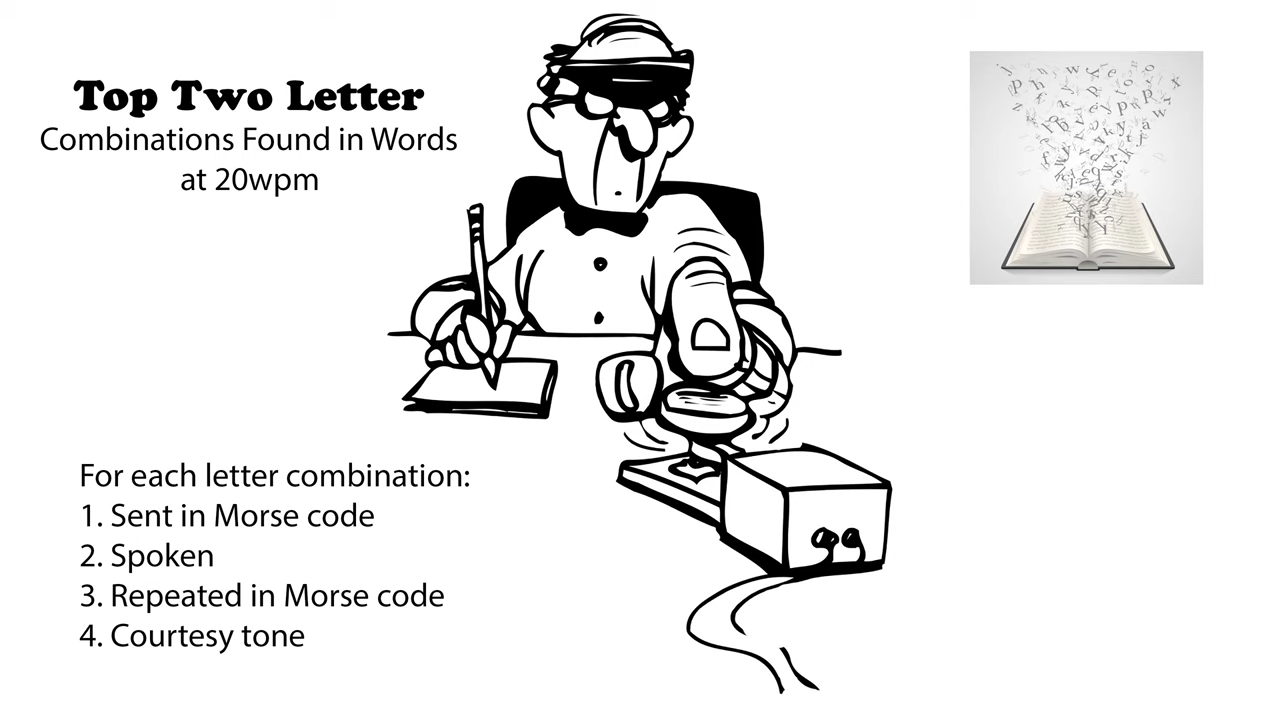 Top Two Letter
Combinations Found in Words
at 20wpm
For each letter combination:
1. Sent in Morse code
2. Spoken
3. Repeated in Morse code
4. Courtesy tone